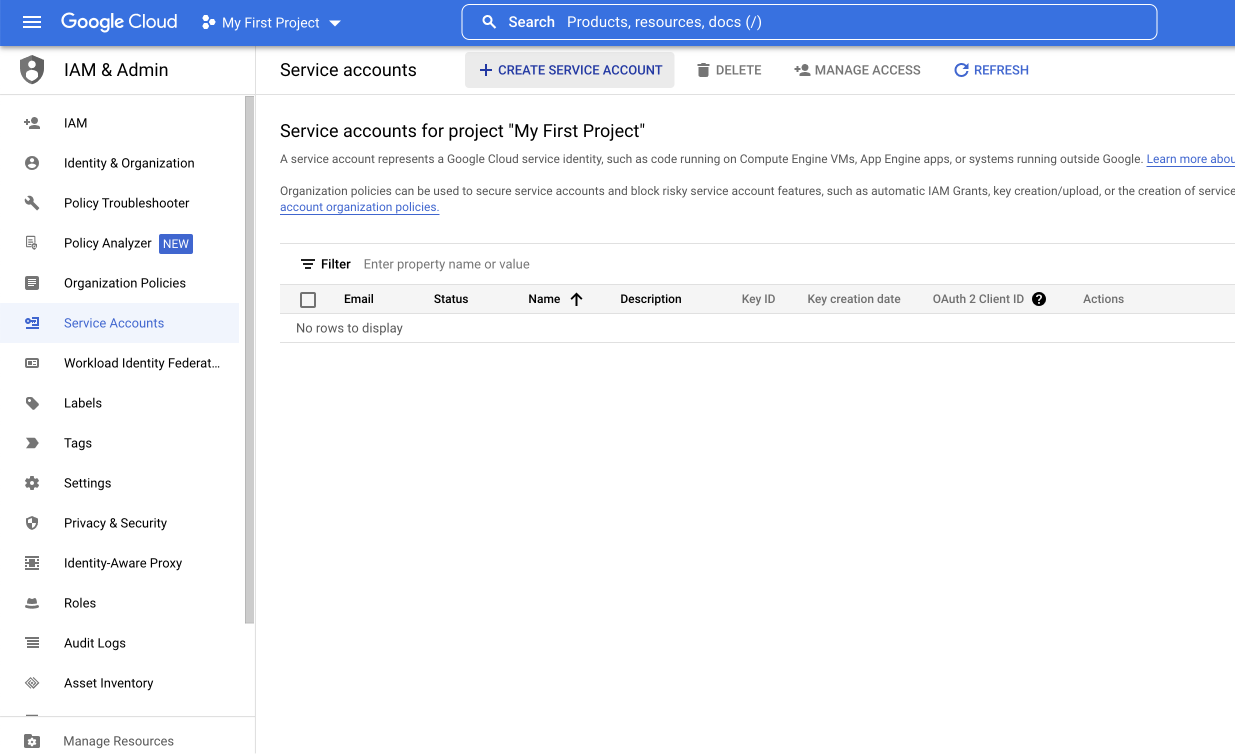 Google Cloud
My First Project
Search Products, resources, docs (/)
IAM & Admin
Service accounts
CREATE SERVICE ACCOUNT
DELETE
MANAGE ACCESS
REFRESH
IAM
Identity & Organization
Policy Troubleshooter
Policy Analyzer NEW
Organization Policies
Service Accounts
Workload Identity Federat...
Labels
Tags
Settings
Privacy & Security
Identity-Aware Proxy
Roles
Audit Logs
Asset Inventory
Manage Resources
Service accounts for project "My First Project"
A service account represents a Google Cloud service identity, such as code running on Compute Engine VMs, App Engine apps, or systems running outside Google. Learn more abou
Organization policies can be used to secure service accounts and block risky service account features, such as automatic IAM Grants, key creation/upload, or the creation of service
account organization policies.
Filter Enter property name or value
Email Status Name Description Key ID Key creation date OAuth 2 Client ID Actions
No rows to display